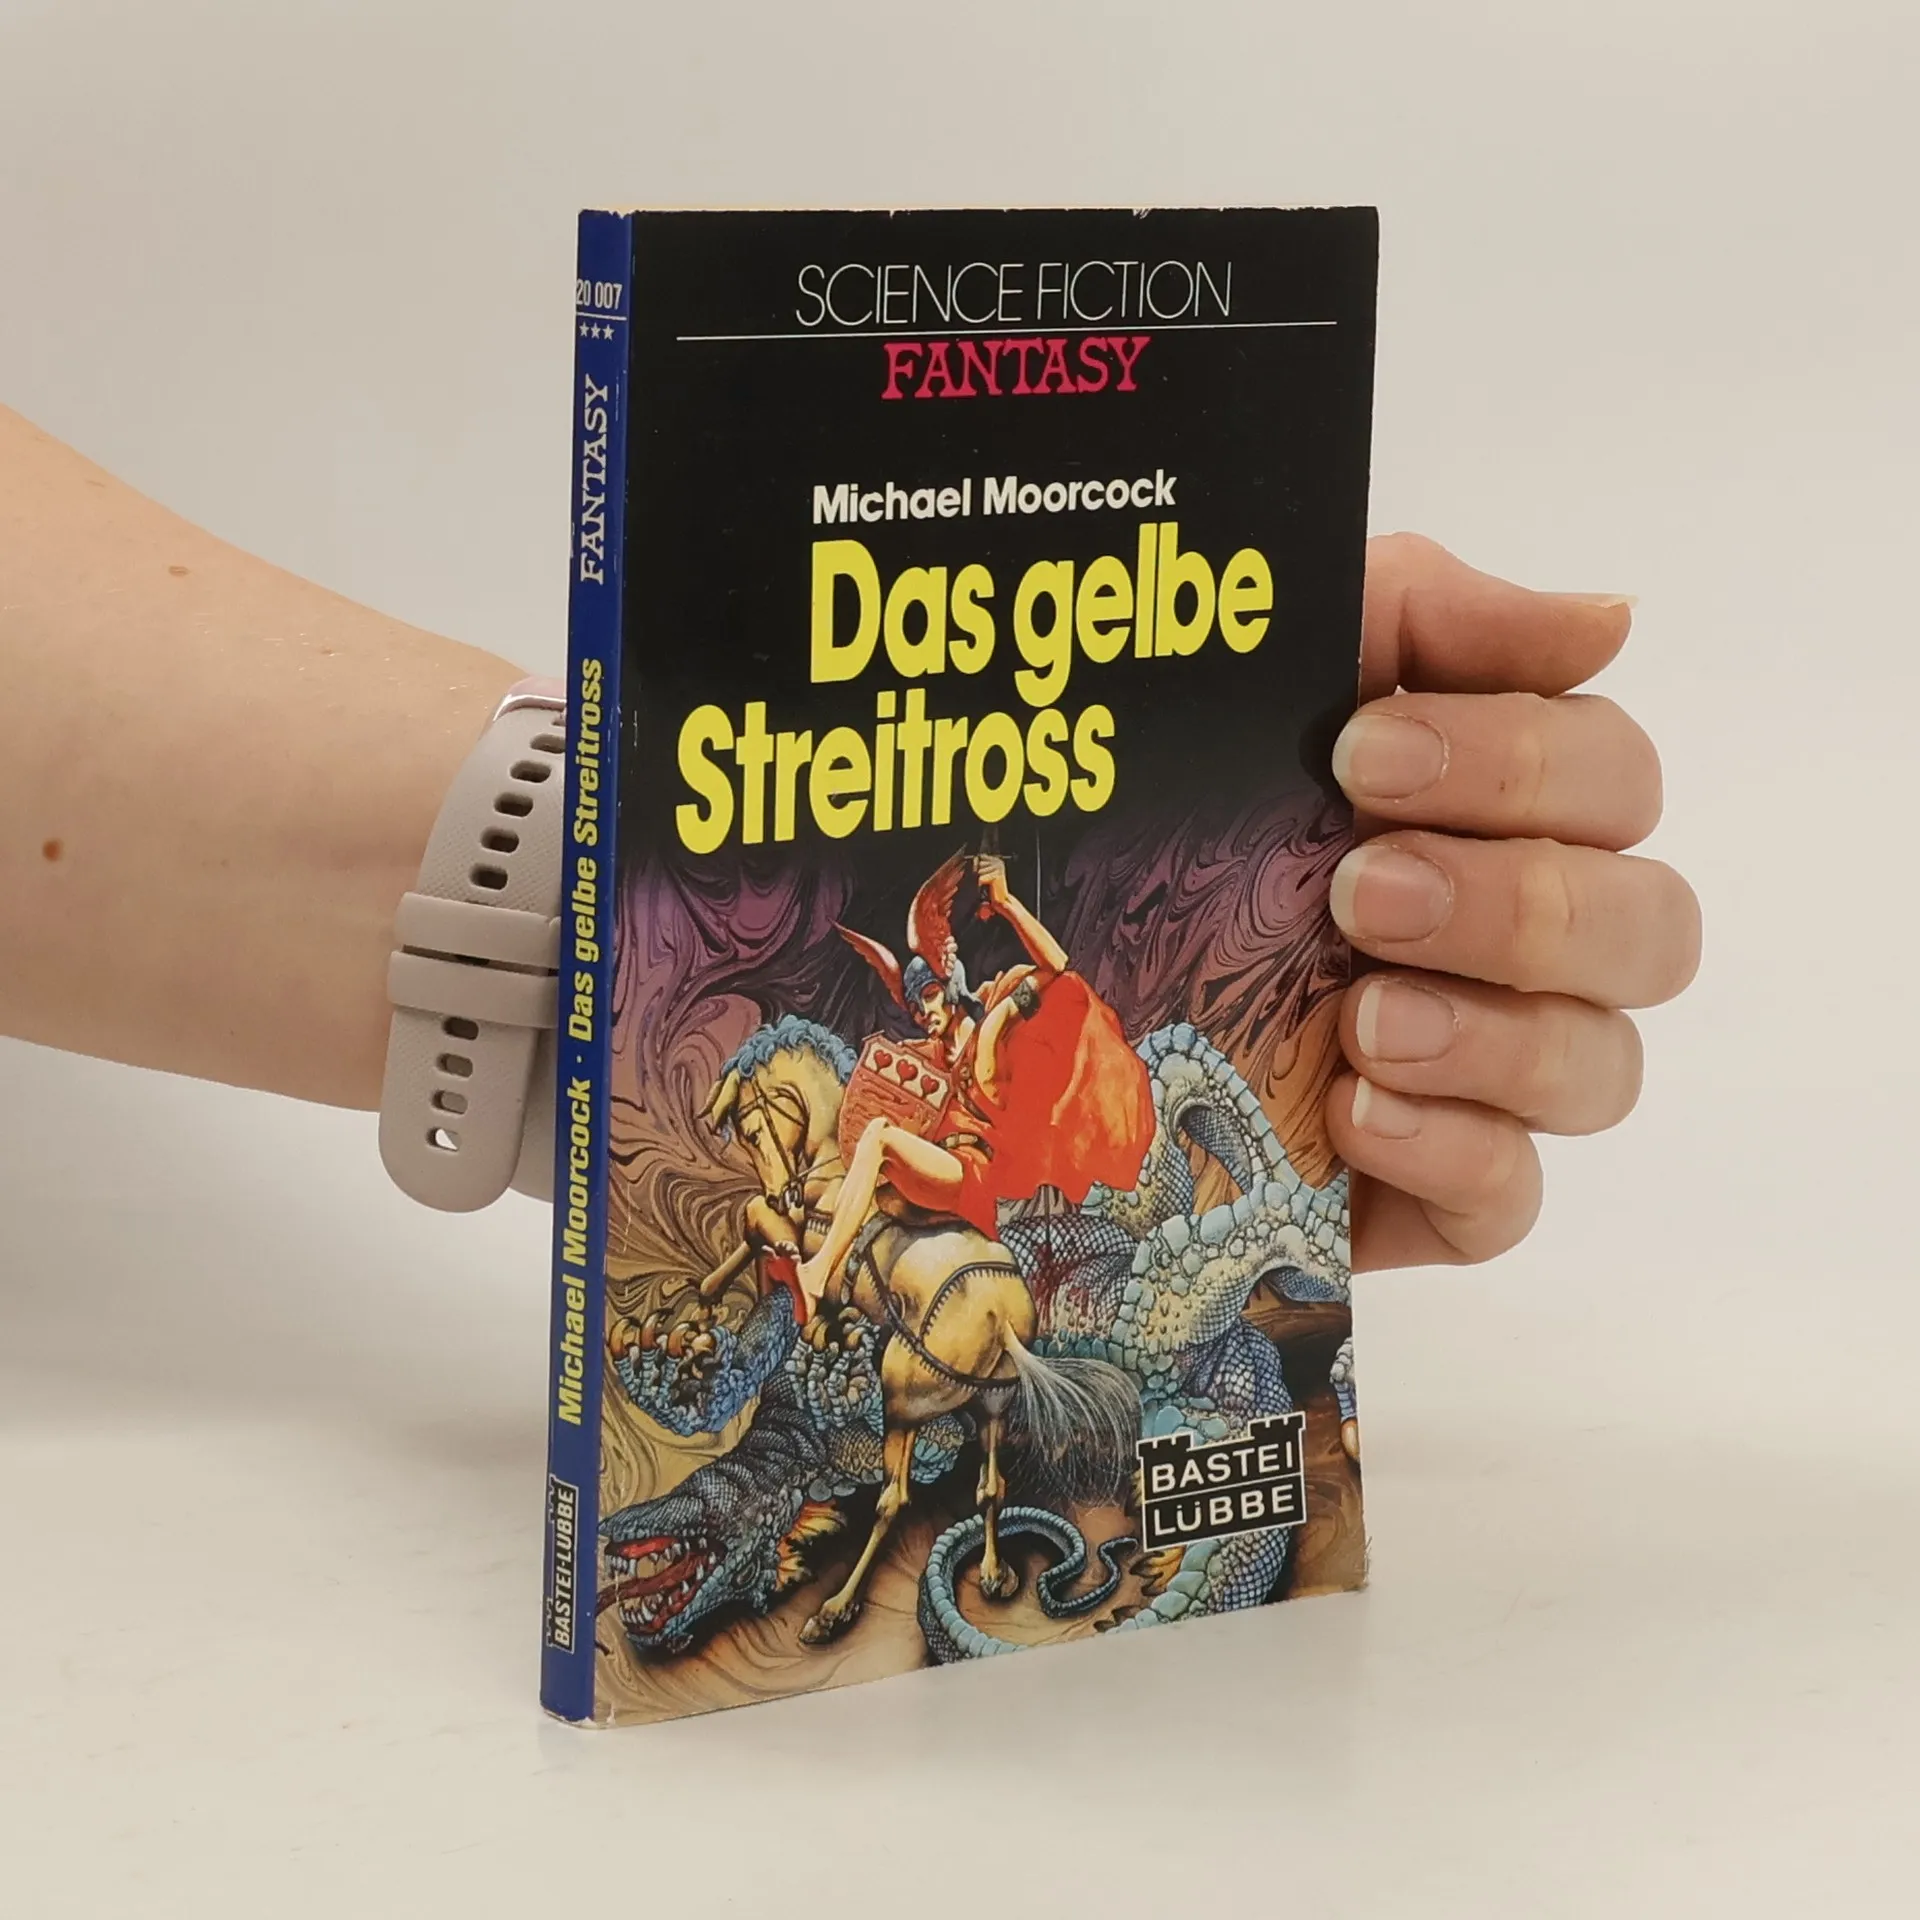 SCIENCE FICTION
FANTASY
Michael Moorcock
Das gelbe
Streitross
BASTEI
LÜBBE
20 007
★★★
FANTASY
Michael Moorcock · Das gelbe Streitross
BASTEI-LÜBBE